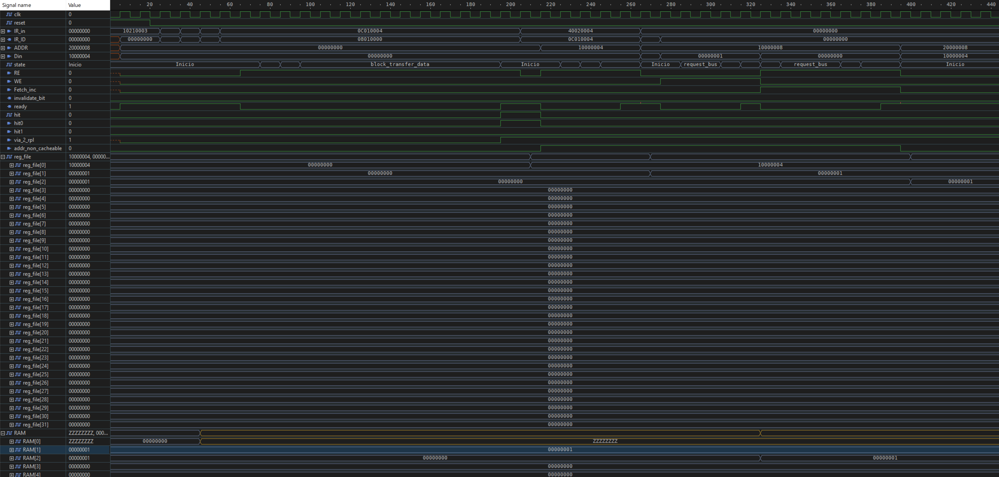 Signal name Value 20 40 60 80 100 120 140 160 180 200 220 240 260 280 300 320 340 360 380 400 420 440
clk 0
reset 0
IR_in 00000000 10210003 0C010004 40020004 00000000
IR_ID 00000000 00000000 08010000 0C010004 00000000
ADDR 20000008 00000000 10000004 10000008 20000008
Din 10000004 00000000 00000001 00000000 10000004
state Inicio Inicio block_transfer_data Inicio Inicio request_bus request_bus Inicio
RE 0
WE 0
Fetch_inc 0
invalidate_bit 0
ready 1
hit 0
hit0 0
hit1 0
via_2_rpl 1
addr_non_cacheable 0
reg_file 10000004, 00000...
reg_file[0] 10000004 00000000 10000004
reg_file[1] 00000001 00000000 00000001
reg_file[2] 00000001 00000000 00000001
reg_file[3] 00000000 00000000
reg_file[4] 00000000 00000000
reg_file[5] 00000000 00000000
reg_file[6] 00000000 00000000
reg_file[7] 00000000 00000000
reg_file[8] 00000000 00000000
reg_file[9] 00000000 00000000
reg_file[10] 00000000 00000000
reg_file[11] 00000000 00000000
reg_file[12] 00000000 00000000
reg_file[13] 00000000 00000000
reg_file[14] 00000000 00000000
reg_file[15] 00000000 00000000
reg_file[16] 00000000 00000000
reg_file[17] 00000000 00000000
reg_file[18] 00000000 00000000
reg_file[19] 00000000 00000000
reg_file[20] 00000000 00000000
reg_file[21] 00000000 00000000
reg_file[22] 00000000 00000000
reg_file[23] 00000000 00000000
reg_file[24] 00000000 00000000
reg_file[25] 00000000 00000000
reg_file[26] 00000000 00000000
reg_file[27] 00000000 00000000
reg_file[28] 00000000 00000000
reg_file[29] 00000000 00000000
reg_file[30] 00000000 00000000
reg_file[31] 00000000 00000000
RAM ZZZZZZZZ, 000...
RAM[0] ZZZZZZZZ 00000000 ZZZZZZZZ
RAM[1] 00000001 00000001
RAM[2] 00000001 00000000 00000001
RAM[3] 00000000 00000000
RAM[4] 00000000 00000000